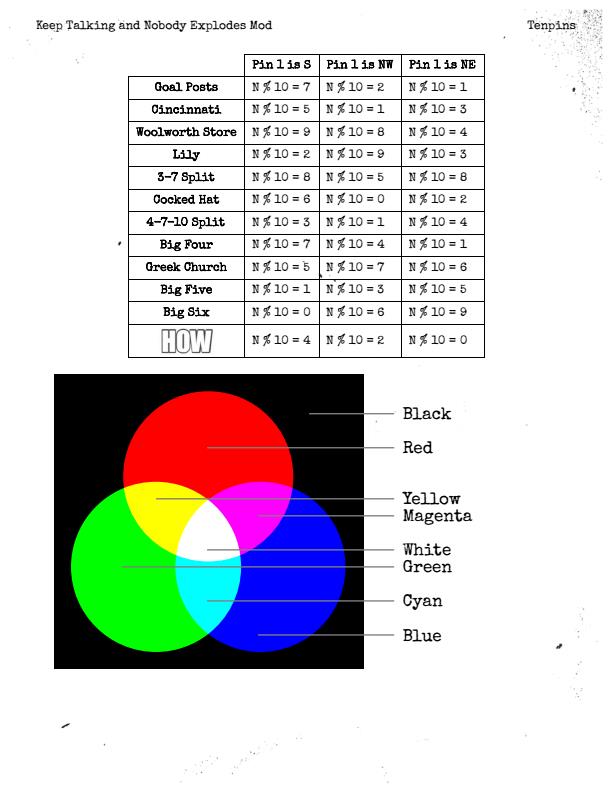 Keep Talking and Nobody Explodes Mod Tenpins
Pin 1 is S Pin 1 is NW Pin 1 is NE
Goal Posts N % 10 = 7 N % 10 = 2 N % 10 = 1
Cincinnati N % 10 = 5 N % 10 = 1 N % 10 = 3
Woolworth Store N % 10 = 9 N % 10 = 8 N % 10 = 4
Lily N % 10 = 2 N % 10 = 9 N % 10 = 3
3-7 Split N % 10 = 8 N % 10 = 5 N % 10 = 8
Cocked Hat N % 10 = 6 N % 10 = 0 N % 10 = 2
4-7-10 Split N % 10 = 3 N % 10 = 1 N % 10 = 4
Big Four N % 10 = 7 N % 10 = 4 N % 10 = 1
Greek Church N % 10 = 5 N % 10 = 7 N % 10 = 6
Big Five N % 10 = 1 N % 10 = 3 N % 10 = 5
Big Six N % 10 = 0 N % 10 = 6 N % 10 = 9
HOW N % 10 = 4 N % 10 = 2 N % 10 = 0
Black
Red
Yellow
Magenta
White
Green
Cyan
Blue